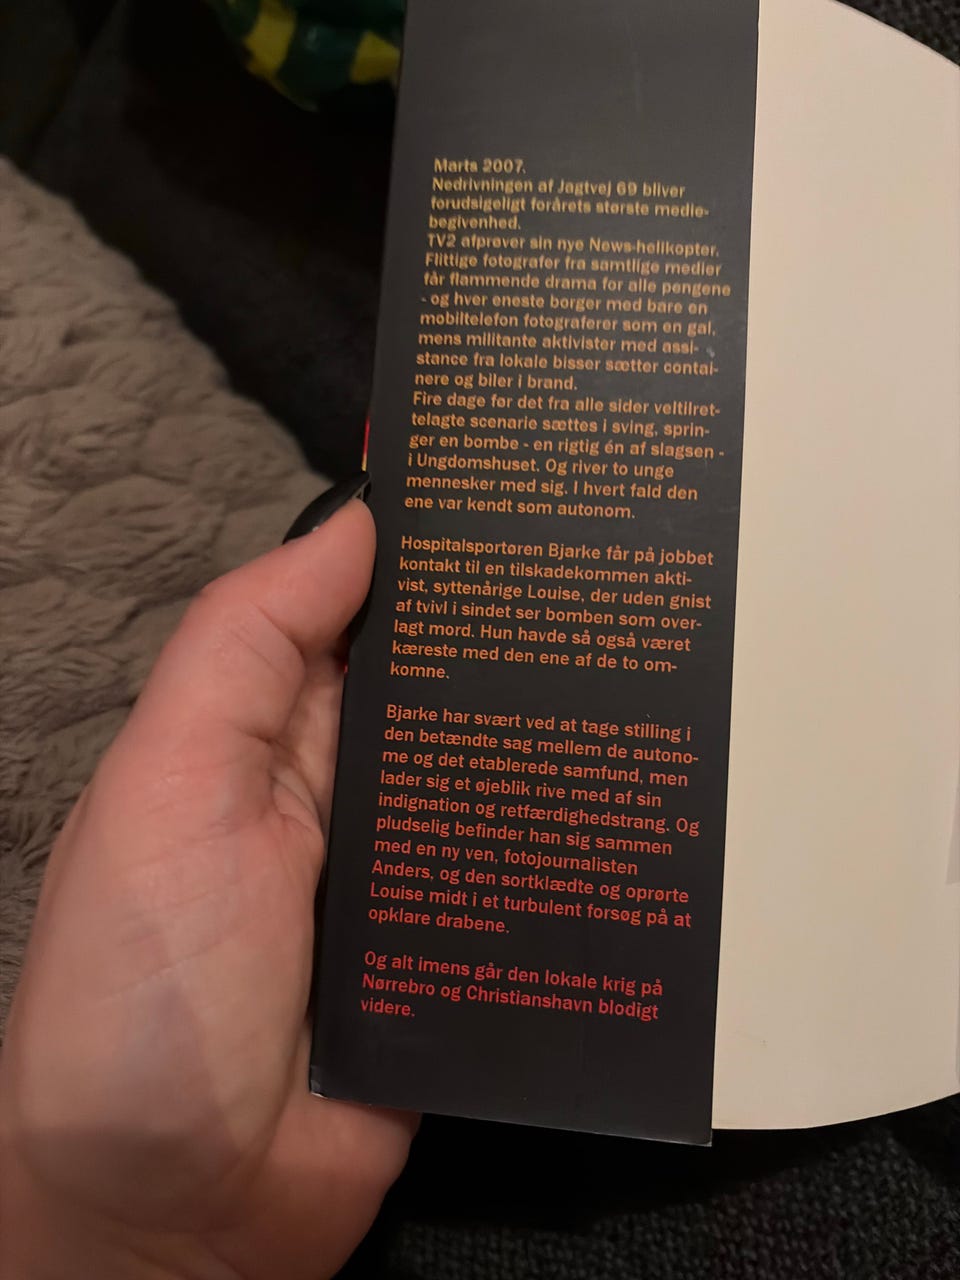 Marts 2007.
Nedrivningen af Jagtvej 69 bliver
forudsigeligt forårets største medie-
begivenhed.
TV2 afprøver sin nye News-helikopter.
Flittige fotografer fra samtlige medier
får flammende drama for alle pengene
- og hver eneste borger med bare en
mobiltelefon fotograferer som en gal,
mens militante aktivister med assi-
stance fra lokale bisser sætter contai-
nere og biler i brand.
Fire dage før det fra alle sider veltilret-
telagte scenarie sættes i sving, sprin-
ger en bombe - en rigtig én af slagsen -
i Ungdomshuset. Og river to unge
mennesker med sig. I hvert fald den
ene var kendt som autonom.
Hospitalsportøren Bjarke får på jobbet
kontakt til en tilskadekommen akti-
vist, syttenårige Louise, der uden gnist
af tvivl i sindet ser bomben som over-
lagt mord. Hun havde så også været
kæreste med den ene af de to om-
komne.
Bjarke har svært ved at tage stilling i
den betændte sag mellem de autono-
me og det etablerede samfund, men
lader sig et øjeblik rive med af sin
indignation og retfærdighedstrang. Og
pludselig befinder han sig sammen
med en ny ven, fotojournalisten
Anders, og den sortklædte og oprørte
Louise midt i et turbulent forsøg på at
opklare drabene.
Og alt imens går den lokale krig på
Nørrebro og Christianshavn blodigt
videre.